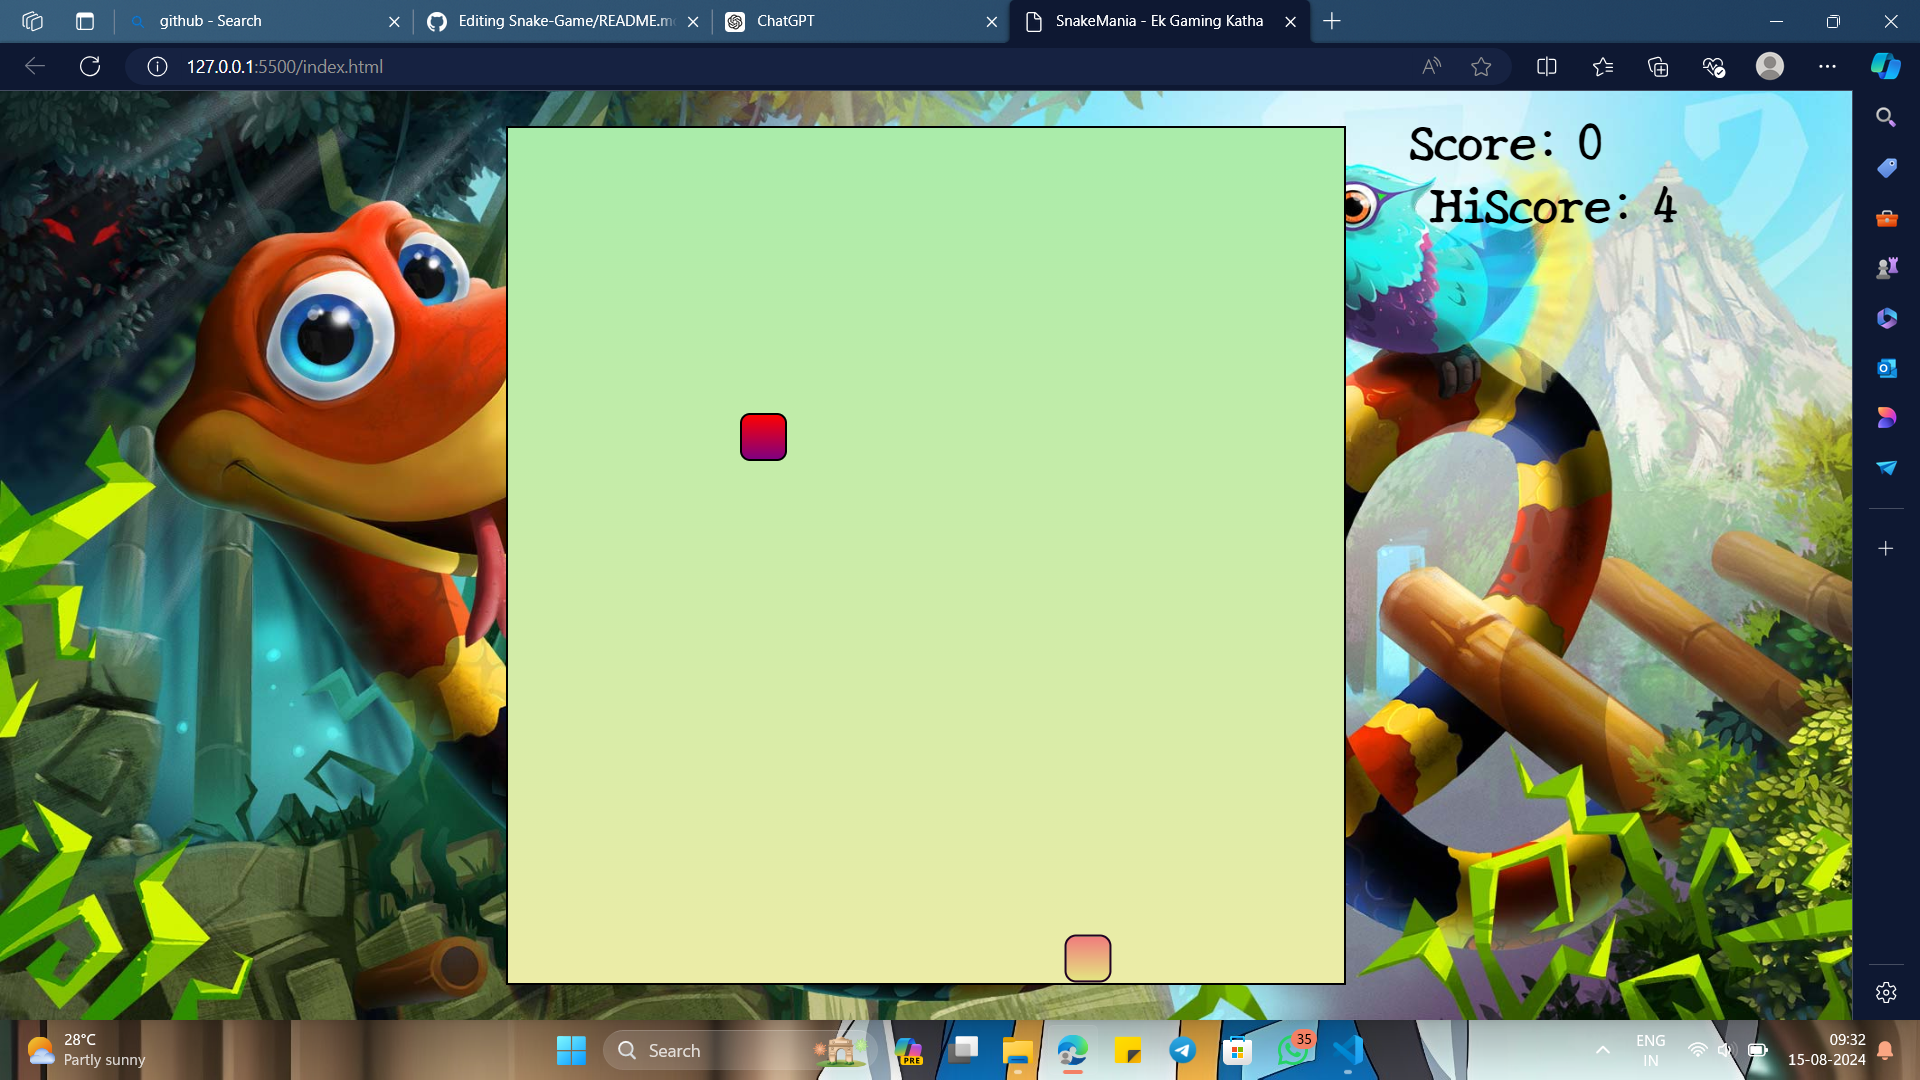 github - Search
Editing Snake-Game/README.m
ChatGPT
SnakeMania - Ek Gaming Katha
127.0.0.1:5500/index.html
Score: 0
HiScore: 4
28°C
Partly sunny
Search
PRE
35
ENG
IN
09:32
15-08-2024